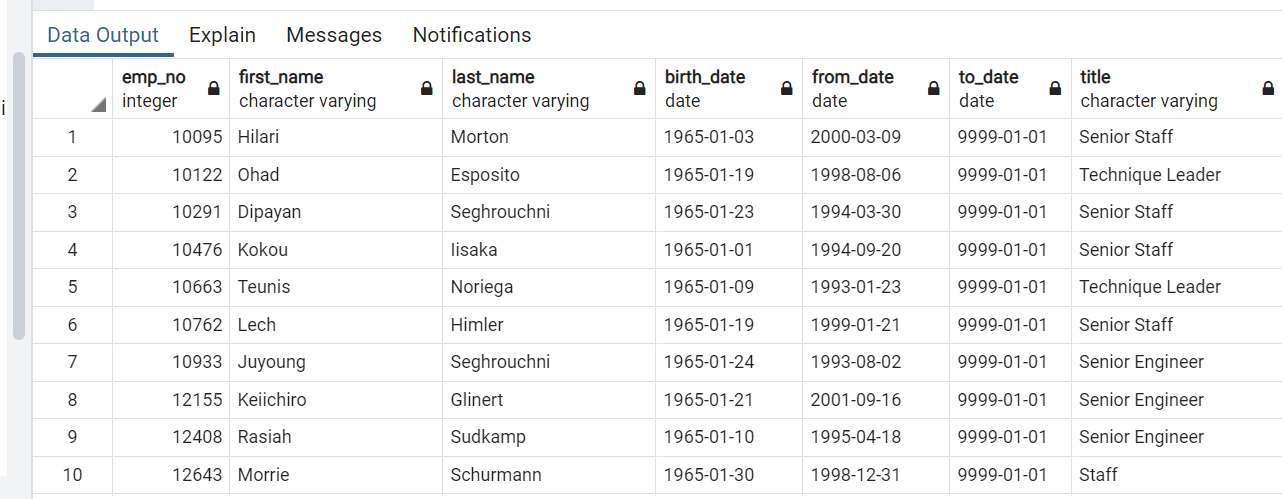 Data Output Explain Messages Notifications
emp_no first_name last_name birth_date from_date to_date title
integer character varying character varying date date date character varying
i
1 10095 Hilari Morton 1965-01-03 2000-03-09 9999-01-01 Senior Staff
2 10122 Ohad Esposito 1965-01-19 1998-08-06 9999-01-01 Technique Leader
3 10291 Dipayan Seghrouchni 1965-01-23 1994-03-30 9999-01-01 Senior Staff
4 10476 Kokou Iisaka 1965-01-01 1994-09-20 9999-01-01 Senior Staff
5 10663 Teunis Noriega 1965-01-09 1993-01-23 9999-01-01 Technique Leader
6 10762 Lech Himler 1965-01-19 1999-01-21 9999-01-01 Senior Staff
7 10933 Juyoung Seghrouchni 1965-01-24 1993-08-02 9999-01-01 Senior Engineer
8 12155 Keiichiro Glinert 1965-01-21 2001-09-16 9999-01-01 Senior Engineer
9 12408 Rasiah Sudkamp 1965-01-10 1995-04-18 9999-01-01 Senior Engineer
10 12643 Morrie Schurmann 1965-01-30 1998-12-31 9999-01-01 Staff